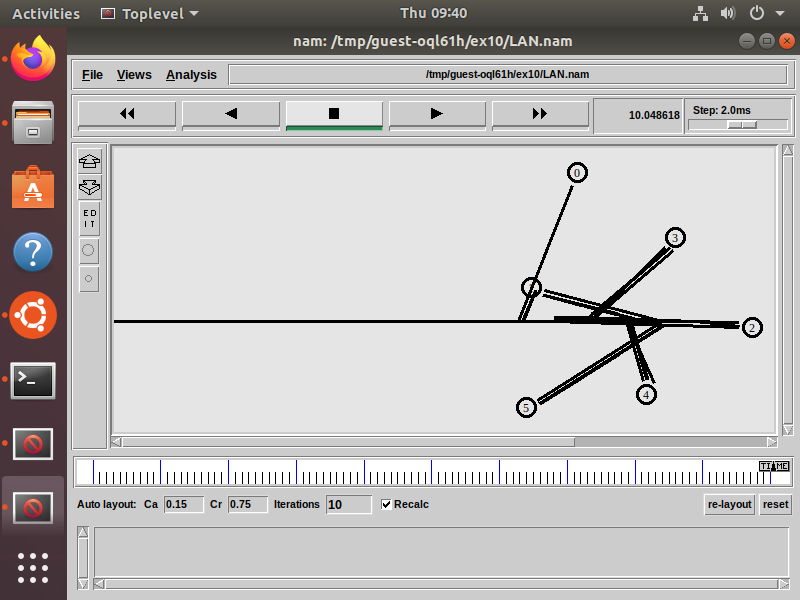 Activities Toplevel Thu 09:40
nam: /tmp/guest-oql61h/ex10/LAN.nam
File Views Analysis /tmp/guest-oql61h/ex10/LAN.nam
10.048618 Step: 2.0ms
ED
IT
0
3
2
4
5
TIME
Auto layout: Ca 0.15 Cr 0.75 Iterations 10 Recalc re-layout reset